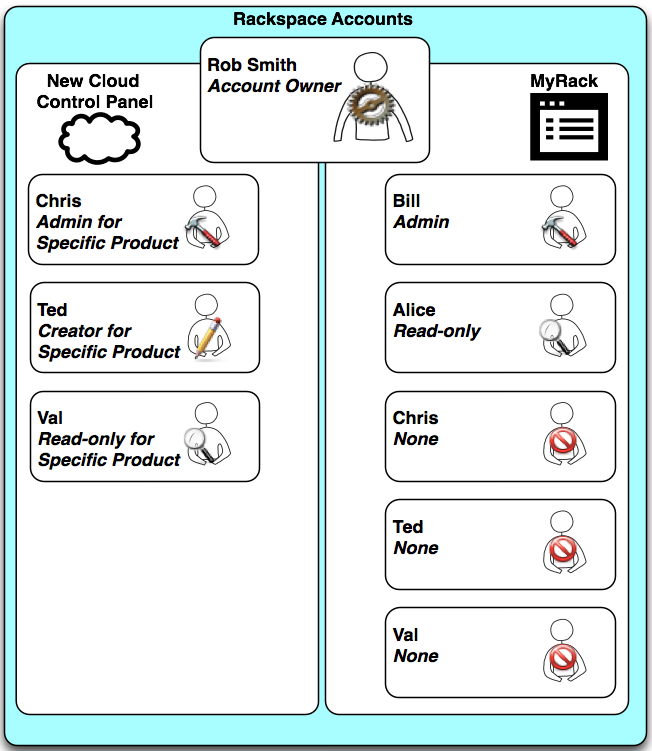 Rackspace Accounts
Rob Smith
Account Owner
New Cloud
Control Panel
MyRack
Chris
Admin for
Specific Product
Ted
Creator for
Specific Product
Val
Read-only for
Specific Product
Bill
Admin
Alice
Read-only
Chris
None
Ted
None
Val
None